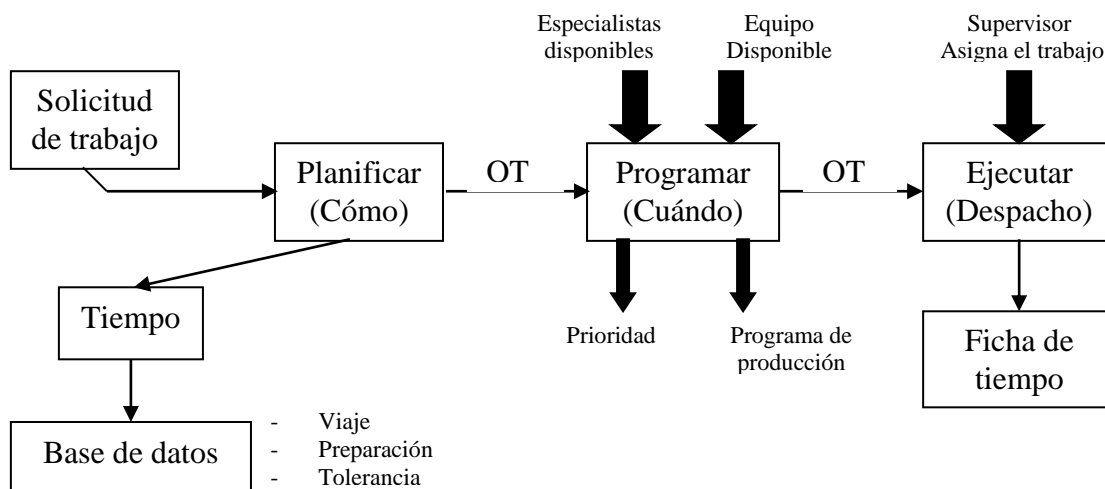 Especialistas
disponibles
Equipo
Disponible
Supervisor
Asigna el trabajo
Solicitud
de trabajo
Planificar
(Cómo)
OT
Programar
(Cuándo)
OT
Ejecutar
(Despacho)
Tiempo
Prioridad
Programa de
producción
Ficha de
tiempo
Base de datos
- Viaje
- Preparación
- Tolerancia